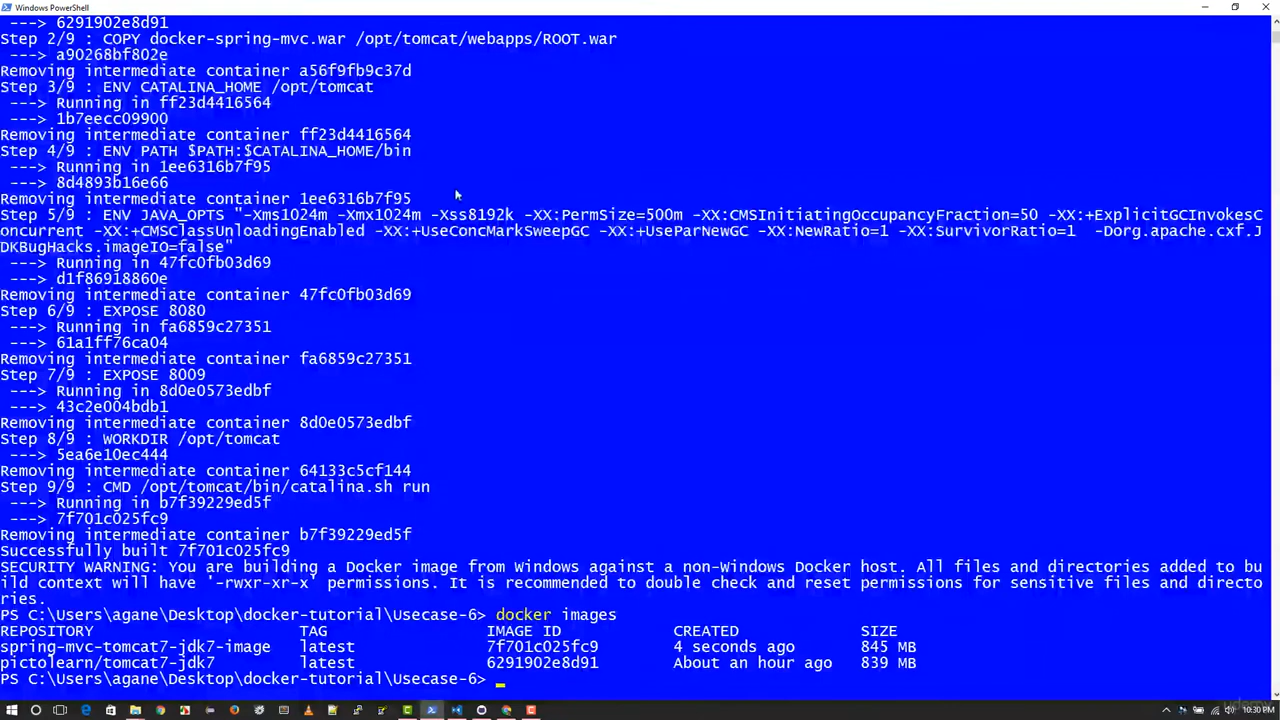 Windows PowerShell
---> 6291902e8d91
Step 2/9 : COPY docker-spring-mvc.war /opt/tomcat/webapps/ROOT.war
---> a90268bf802e
Removing intermediate container a56f9fb9c37d
Step 3/9 : ENV CATALINA_HOME /opt/tomcat
---> Running in ff23d4416564
---> 1b7eecc09900
Removing intermediate container ff23d4416564
Step 4/9 : ENV PATH $PATH:$CATALINA_HOME/bin
---> Running in 1ee6316b7f95
---> 8d4893b16e66
Removing intermediate container 1ee6316b7f95
Step 5/9 : ENV JAVA_OPTS "-Xms1024m -Xmx1024m -Xss8192k -XX:PermSize=500m -XX:CMSInitiatingOccupancyFraction=50 -XX:+ExplicitGCInvokesC
oncurrent -XX:+CMSClassUnloadingEnabled -XX:+UseConcMarkSweepGC -XX:+UseParNewGC -XX:NewRatio=1 -XX:SurvivorRatio=1  -Dorg.apache.cxf.J
DKBugHacks.imageIO=false"
---> Running in 47fc0fb03d69
---> d1f86918860e
Removing intermediate container 47fc0fb03d69
Step 6/9 : EXPOSE 8080
---> Running in fa6859c27351
---> 61a1ff76ca04
Removing intermediate container fa6859c27351
Step 7/9 : EXPOSE 8009
---> Running in 8d0e0573edbf
---> 43c2e004bdb1
Removing intermediate container 8d0e0573edbf
Step 8/9 : WORKDIR /opt/tomcat
---> 5ea6e10ec444
Removing intermediate container 64133c5cf144
Step 9/9 : CMD /opt/tomcat/bin/catalina.sh run
---> Running in b7f39229ed5f
---> 7f701c025fc9
Removing intermediate container b7f39229ed5f
Successfully built 7f701c025fc9
SECURITY WARNING: You are building a Docker image from Windows against a non-Windows Docker host. All files and directories added to bu
ild context will have '-rwxr-xr-x' permissions. It is recommended to double check and reset permissions for sensitive files and directo
ries.
PS C:\Users\agane\Desktop\docker-tutorial\Usecase-6> docker images
REPOSITORY TAG IMAGE ID CREATED SIZE
spring-mvc-tomcat7-jdk7-image latest 7f701c025fc9 4 seconds ago 845 MB
pictolearn/tomcat7-jdk7 latest 6291902e8d91 About an hour ago 839 MB
PS C:\Users\agane\Desktop\docker-tutorial\Usecase-6> _
udemy
10:30 PM